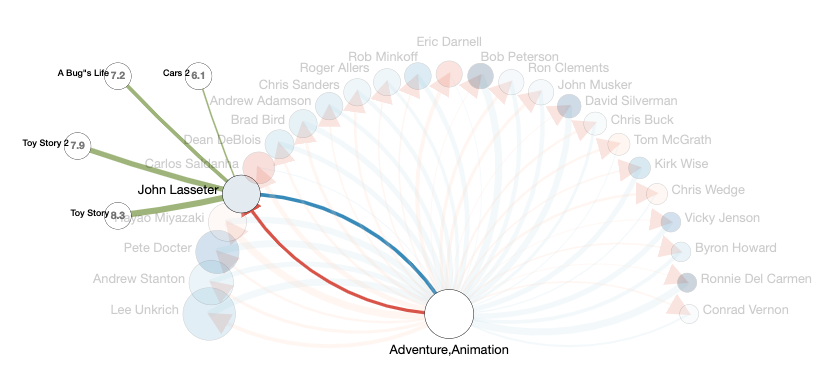 Eric Darnell
Rob Minkoff
Bob Peterson
Roger Allers
Ron Clements
A Bug"s Life 7.2
Cars 2 6.1
Chris Sanders
John Musker
Andrew Adamson
David Silverman
Brad Bird
Chris Buck
Toy Story 2 7.9
Dean DeBlois
Tom McGrath
Carlos Saldanha
Kirk Wise
John Lasseter
Chris Wedge
Toy Story 8.3
Hayao Miyazaki
Vicky Jenson
Pete Docter
Byron Howard
Andrew Stanton
Ronnie Del Carmen
Lee Unkrich
Conrad Vernon
Adventure,Animation